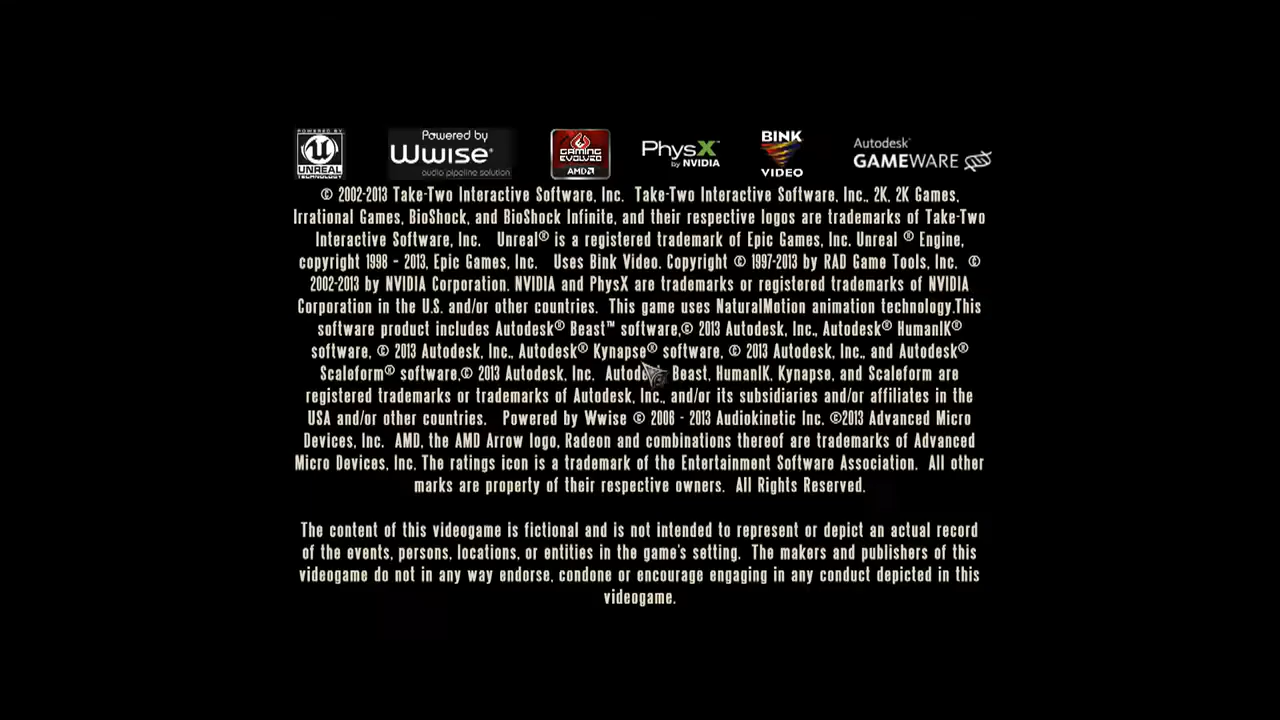 POWERED BY
UNREAL
TECHNOLOGY
Powered by
Wwise®
audio pipeline solution
GAMING
EVOLVED
AMD
PhysX™
by NVIDIA
BINK
VIDEO
Autodesk®
GAMEWARE
© 2002-2013 Take-Two Interactive Software, Inc. Take-Two Interactive Software, Inc., 2K, 2K Games,
Irrational Games, BioShock, and BioShock Infinite, and their respective logos are trademarks of Take-Two
Interactive Software, Inc. Unreal® is a registered trademark of Epic Games, Inc. Unreal ® Engine,
copyright 1998 – 2013, Epic Games, Inc. Uses Bink Video. Copyright © 1997-2013 by RAD Game Tools, Inc. ©
2002-2013 by NVIDIA Corporation. NVIDIA and PhysX are trademarks or registered trademarks of NVIDIA
Corporation in the U.S. and/or other countries. This game uses NaturalMotion animation technology.This
software product includes Autodesk® Beast™ software,© 2013 Autodesk, Inc., Autodesk® HumanIK®
software, © 2013 Autodesk, Inc., Autodesk® Kynapse® software, © 2013 Autodesk, Inc., and Autodesk®
Scaleform® software,© 2013 Autodesk, Inc. Autodesk, Beast, HumanIK, Kynapse, and Scaleform are
registered trademarks or trademarks of Autodesk, Inc., and/or its subsidiaries and/or affiliates in the
USA and/or other countries. Powered by Wwise © 2006 - 2013 Audiokinetic Inc. ©2013 Advanced Micro
Devices, Inc. AMD, the AMD Arrow logo, Radeon and combinations thereof are trademarks of Advanced
Micro Devices, Inc. The ratings icon is a trademark of the Entertainment Software Association. All other
marks are property of their respective owners. All Rights Reserved.
The content of this videogame is fictional and is not intended to represent or depict an actual record
of the events, persons, locations, or entities in the game's setting. The makers and publishers of this
videogame do not in any way endorse, condone or encourage engaging in any conduct depicted in this
videogame.